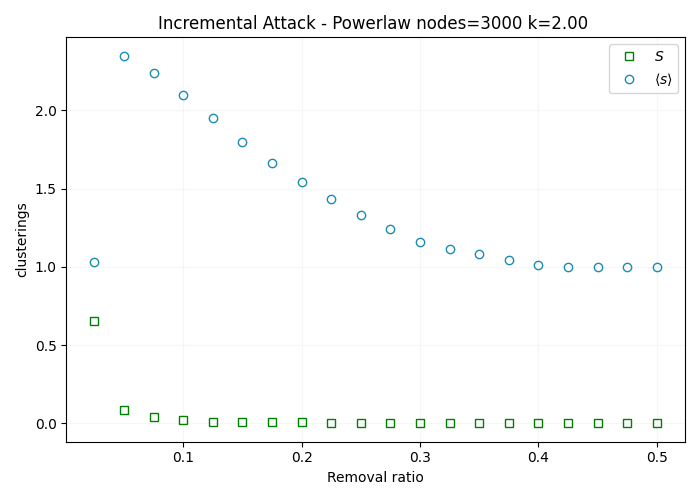 Incremental Attack - Powerlaw nodes=3000 k=2.00
S
⟨s⟩
2.0
1.5
1.0
0.5
0.0
clusterings
0.1 0.2 0.3 0.4 0.5
Removal ratio